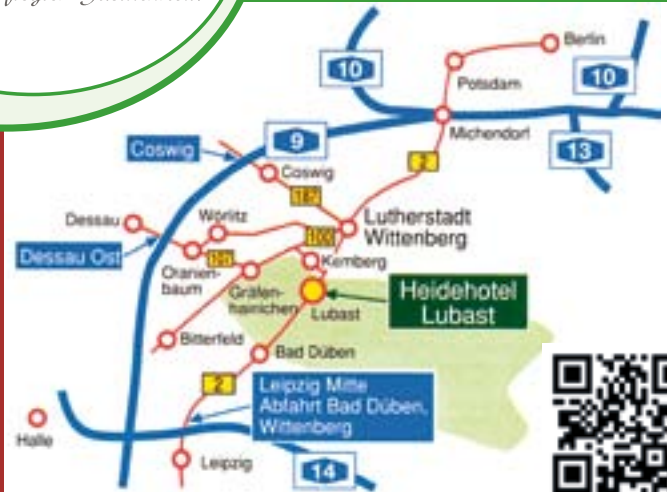 Berlin
10
Potsdam
10
Michendorf
13
9
Coswig
Coswig
2
187
Lutherstadt
Wittenberg
Dessau
Wörlitz
100
Dessau Ost
107
Kemberg
Oranien-
baum
Gräfen-
hainichen
Lubast
Heidehotel
Lubast
Bitterfeld
Bad Düben
2
Leipzig Mitte
Abfahrt Bad Düben,
Wittenberg
Halle
Leipzig
14